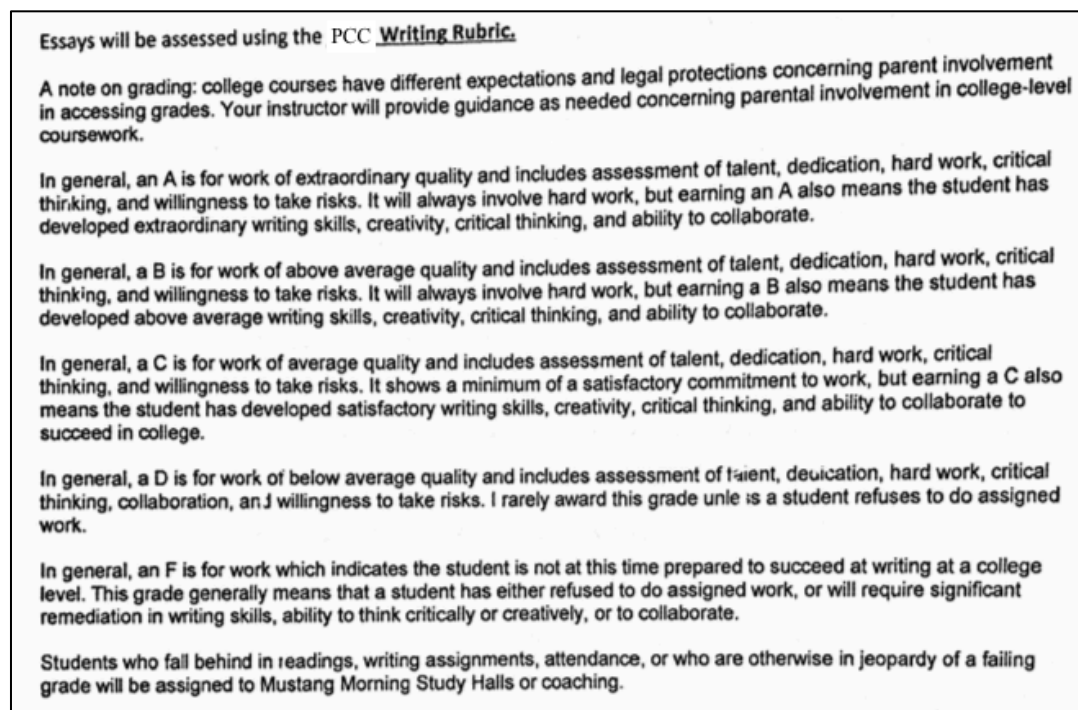 Essays will be assessed using the PCC Writing Rubric.
A note on grading: college courses have different expectations and legal protections concerning parent involvement
in accessing grades. Your instructor will provide guidance as needed concerning parental involvement in college-level
coursework.
In general, an A is for work of extraordinary quality and includes assessment of talent, dedication, hard work, critical
thinking, and willingness to take risks. It will always involve hard work, but earning an A also means the student has
developed extraordinary writing skills, creativity, critical thinking, and ability to collaborate.
In general, a B is for work of above average quality and includes assessment of talent, dedication, hard work, critical
thinking, and willingness to take risks. It will always involve hard work, but earning a B also means the student has
developed above average writing skills, creativity, critical thinking, and ability to collaborate.
In general, a C is for work of average quality and includes assessment of talent, dedication, hard work, critical
thinking, and willingness to take risks. It shows a minimum of a satisfactory commitment to work, but earning a C also
means the student has developed satisfactory writing skills, creativity, critical thinking, and ability to collaborate to
succeed in college.
In general, a D is for work of below average quality and includes assessment of talent, dedication, hard work, critical
thinking, collaboration, and willingness to take risks. I rarely award this grade unless a student refuses to do assigned
work.
In general, an F is for work which indicates the student is not at this time prepared to succeed at writing at a college
level. This grade generally means that a student has either refused to do assigned work, or will require significant
remediation in writing skills, ability to think critically or creatively, or to collaborate.
Students who fall behind in readings, writing assignments, attendance, or who are otherwise in jeopardy of a failing
grade will be assigned to Mustang Morning Study Halls or coaching.